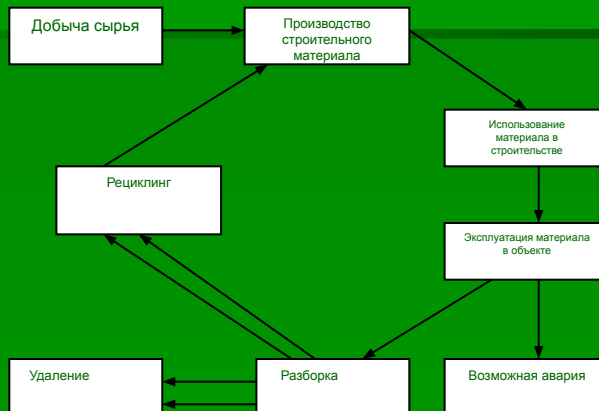 Добыча сырья
Производство
строительного
материала
Использование
материала в
строительстве
Рециклинг
Эксплуатация материала
в объекте
Удаление
Разборка
Возможная авария